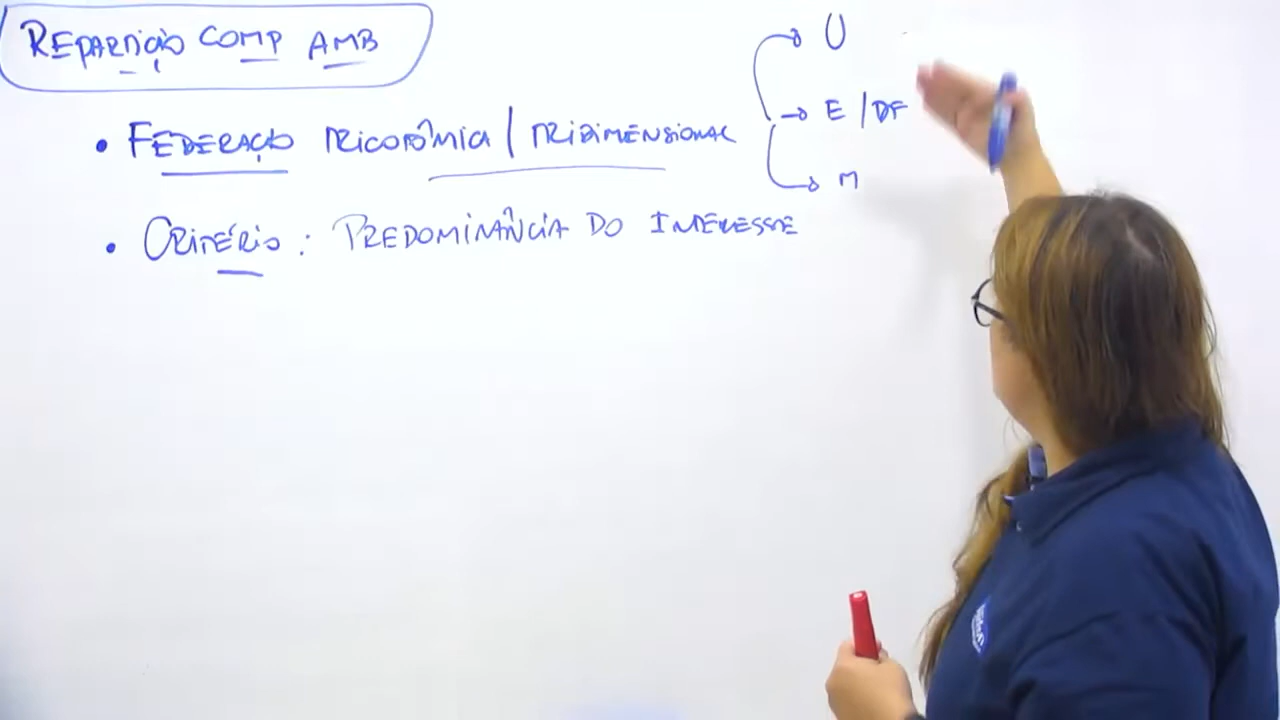 REPARTIÇÃO COMP AMB
• FEDERAÇÃO TRICOTÔMICA / TRIDIMENSIONAL
→ U
→ E / DF
→ M
• CRITÉRIO : PREDOMINÂNCIA DO INTERESSE